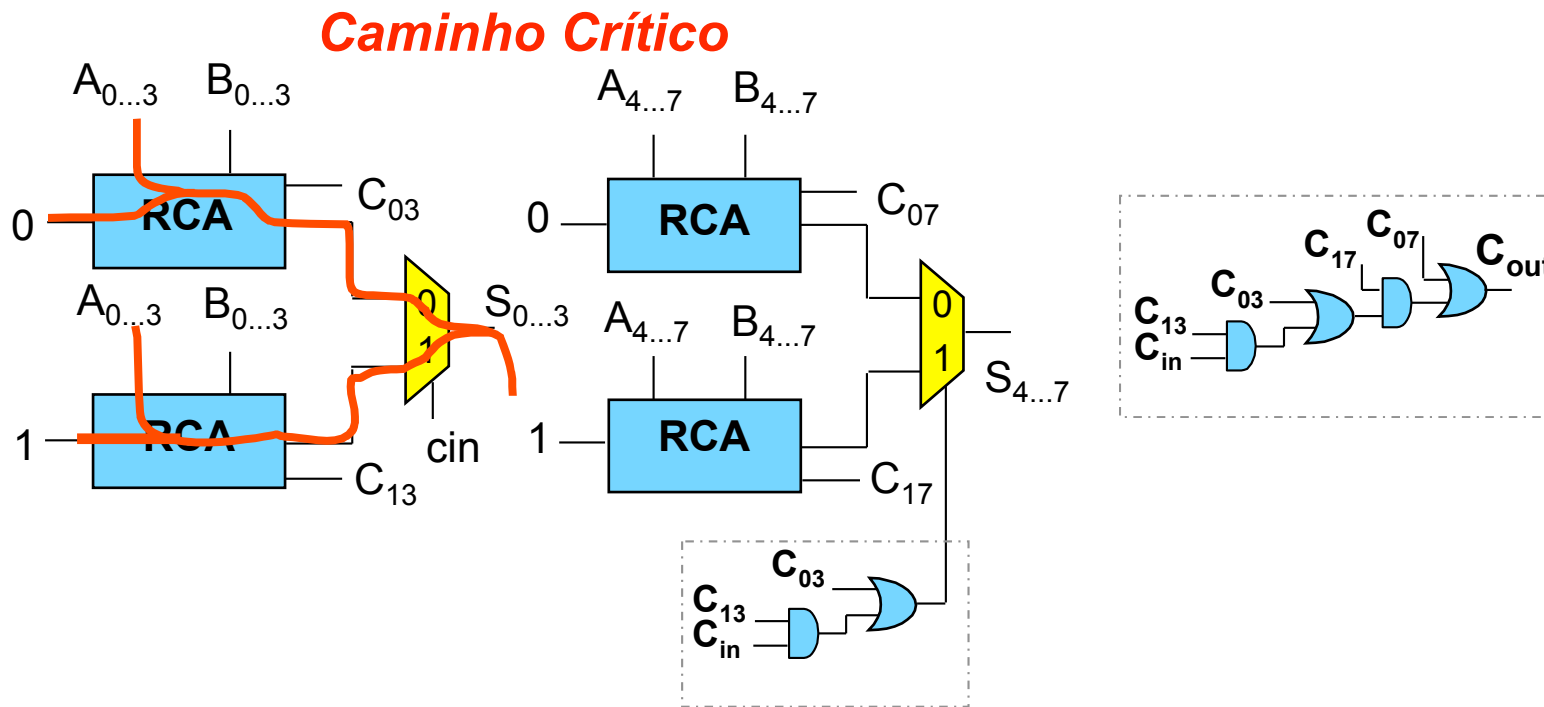 Caminho Crítico
A0...3 B0...3
0 RCA C03
A0...3 B0...3
1 RCA C13
0
1
S0...3
cin
A4...7 B4...7
0 RCA C07
A4...7 B4...7
1 RCA C17
0
1
S4...7
C03
C13
Cin
C07
C17
Cout
C03
C13
Cin